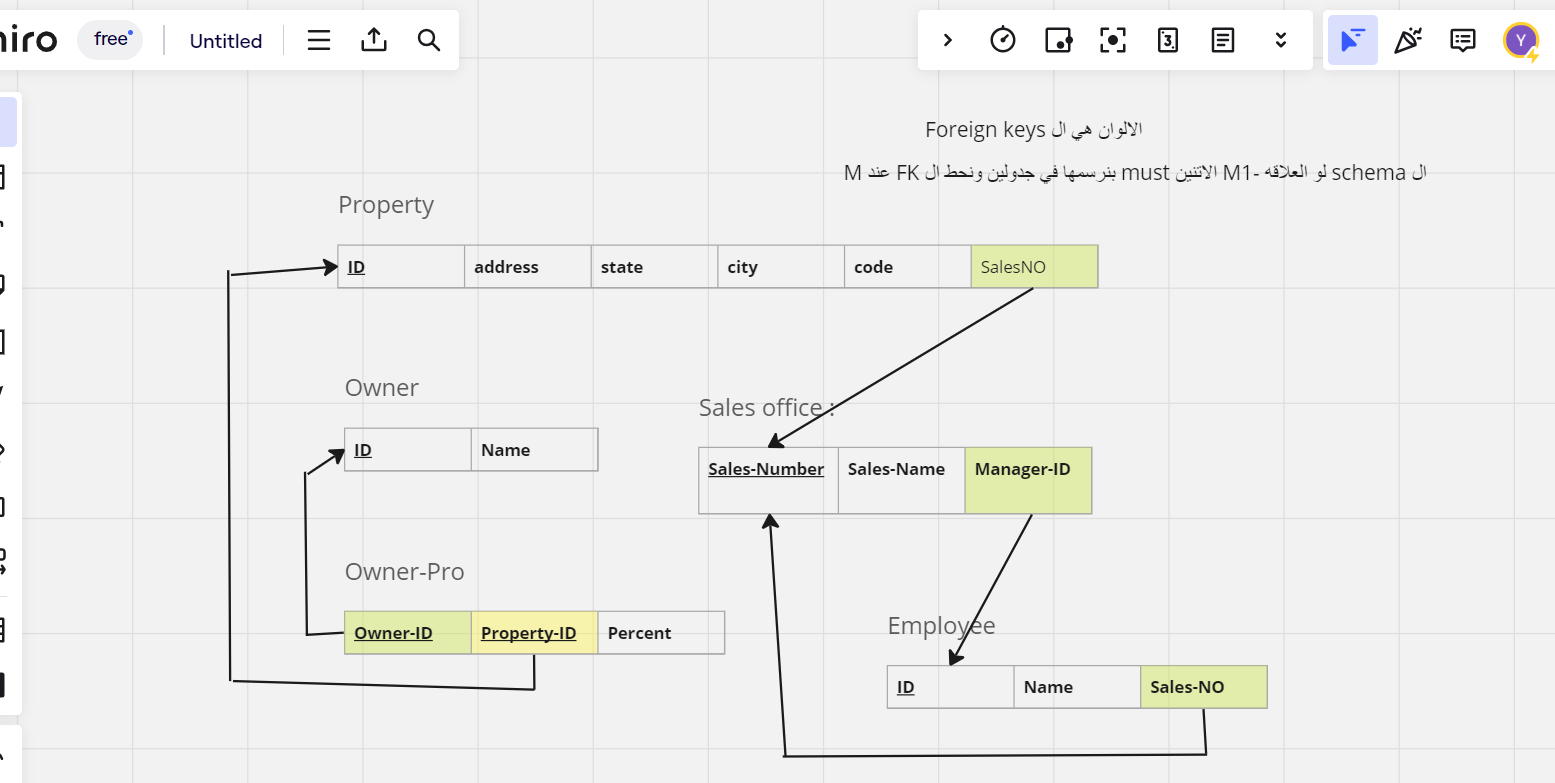 miro free Untitled
3
Y
الالوان هي ال Foreign keys
ال schema لو العلاقه -M1 الاتنين must بنرسمها في جدولين ونحط ال FK عند M
Property
ID address state city code SalesNO
Owner
ID Name
Sales office :
Sales-Number Sales-Name Manager-ID
Owner-Pro
Owner-ID Property-ID Percent
Employee
ID Name Sales-NO